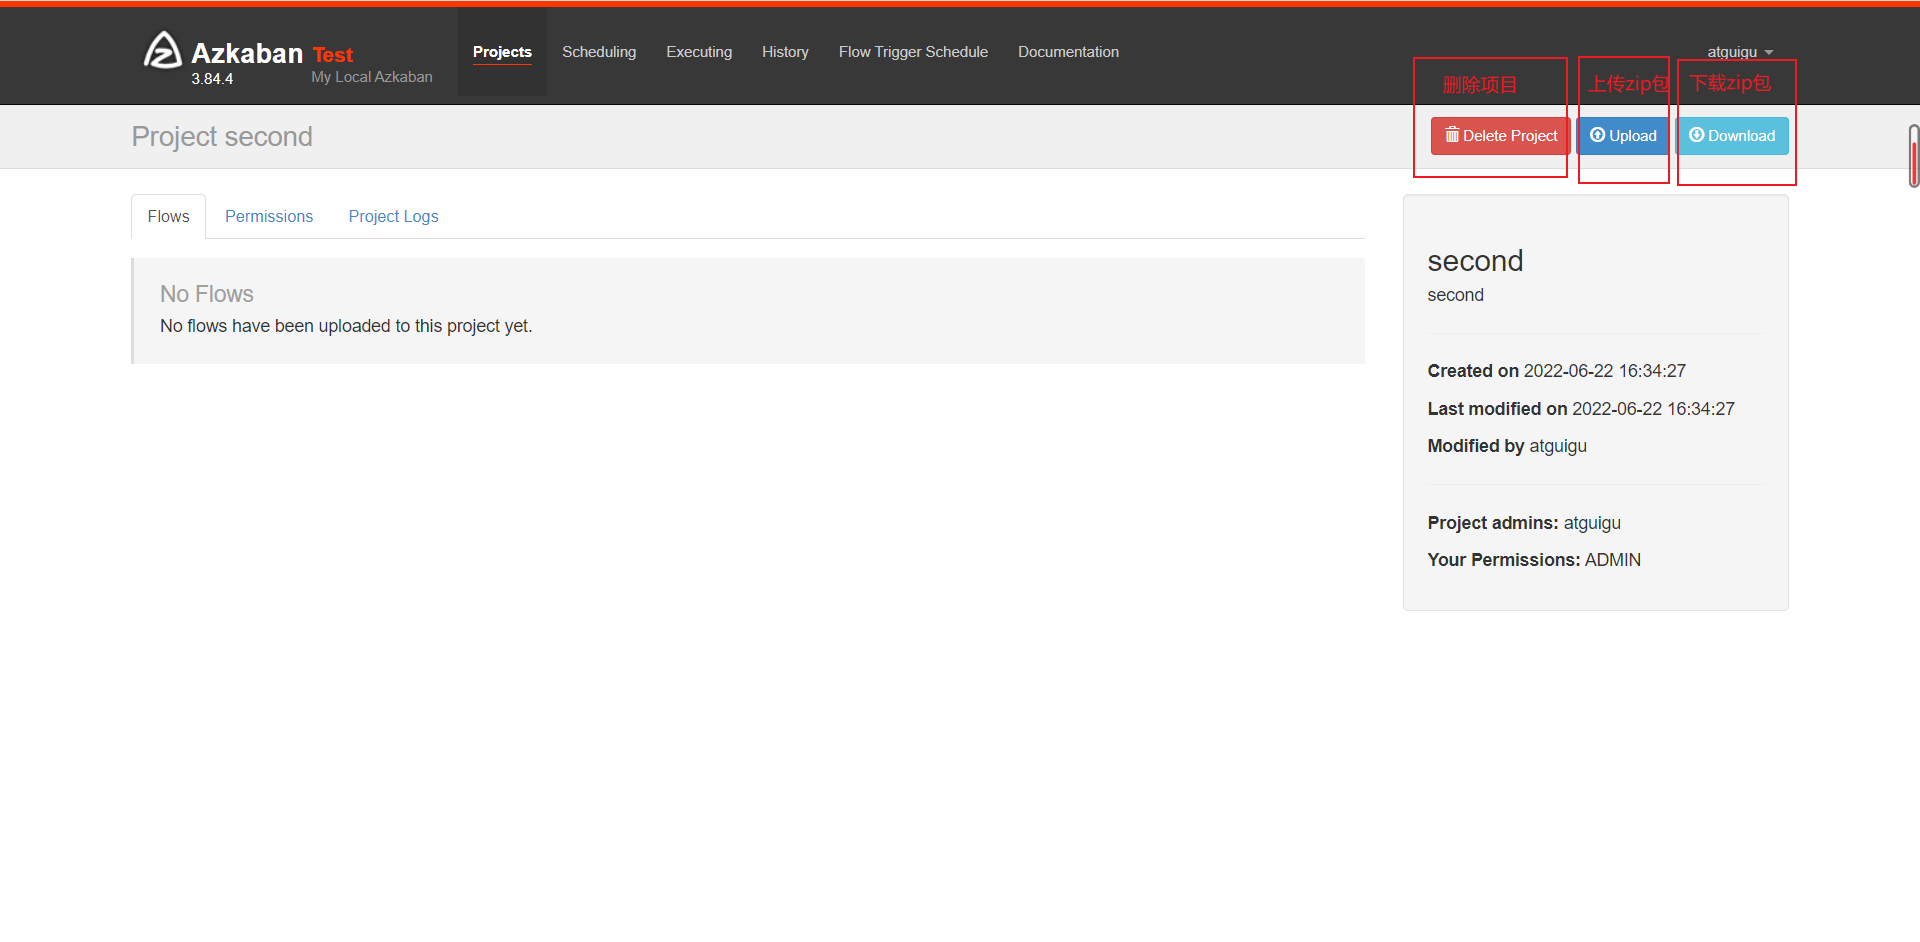 Azkaban Test
3.84.4 My Local Azkaban
Projects Scheduling Executing History Flow Trigger Schedule Documentation atguigu
删除项目 上传zip包 下载zip包
Project second Delete Project Upload Download
Flows Permissions Project Logs
No Flows
No flows have been uploaded to this project yet.
second
second
Created on 2022-06-22 16:34:27
Last modified on 2022-06-22 16:34:27
Modified by atguigu
Project admins: atguigu
Your Permissions: ADMIN